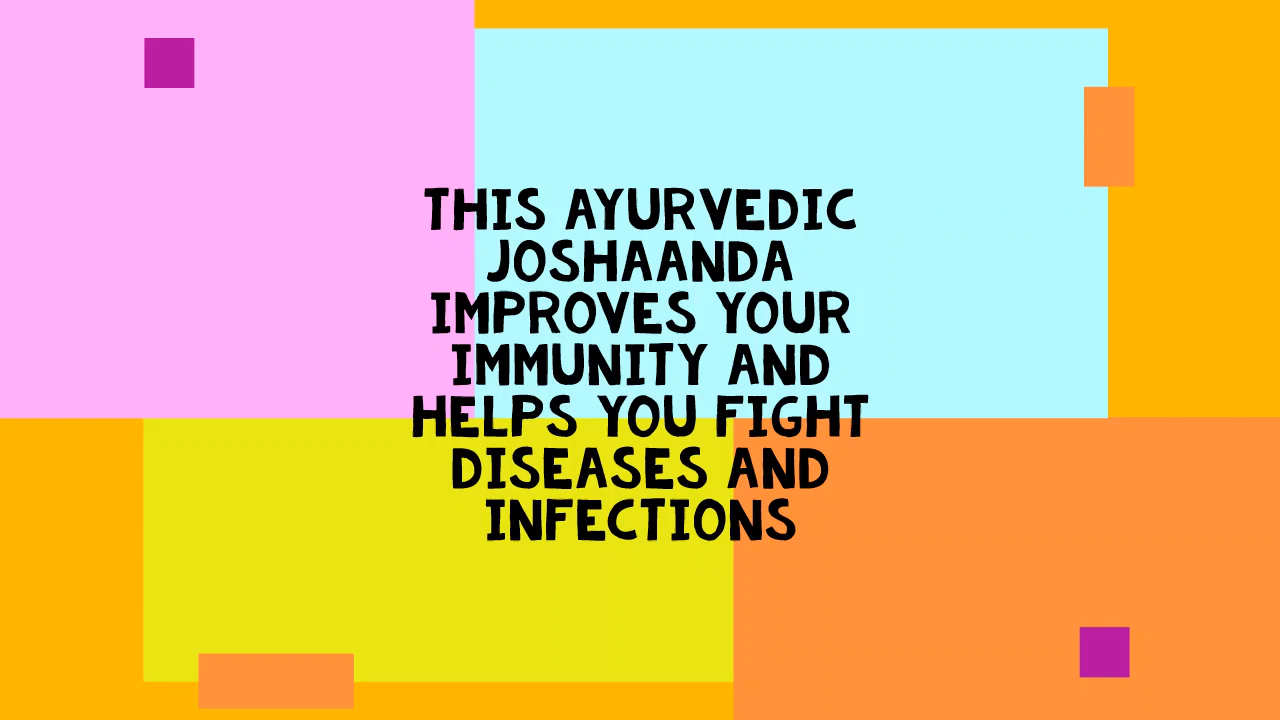 THIS AYURVEDIC
JOSHAANDA
IMPROVES YOUR
IMMUNITY AND
HELPS YOU FIGHT
DISEASES AND
INFECTIONS